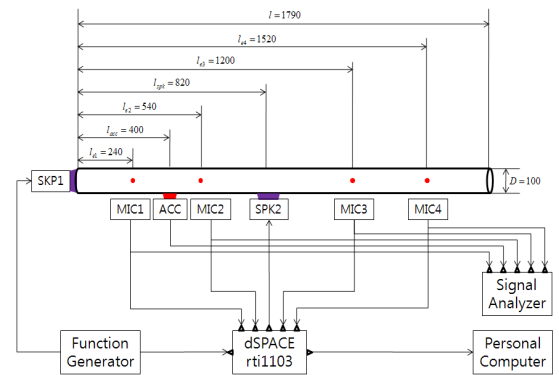 l = 1790
l_e4 = 1520
l_e3 = 1200
l_spk = 820
l_e2 = 540
l_acc = 400
l_e1 = 240
SKP1
D = 100
MIC1
ACC
MIC2
SPK2
MIC3
MIC4
Signal
Analyzer
Function
Generator
dSPACE
rti1103
Personal
Computer